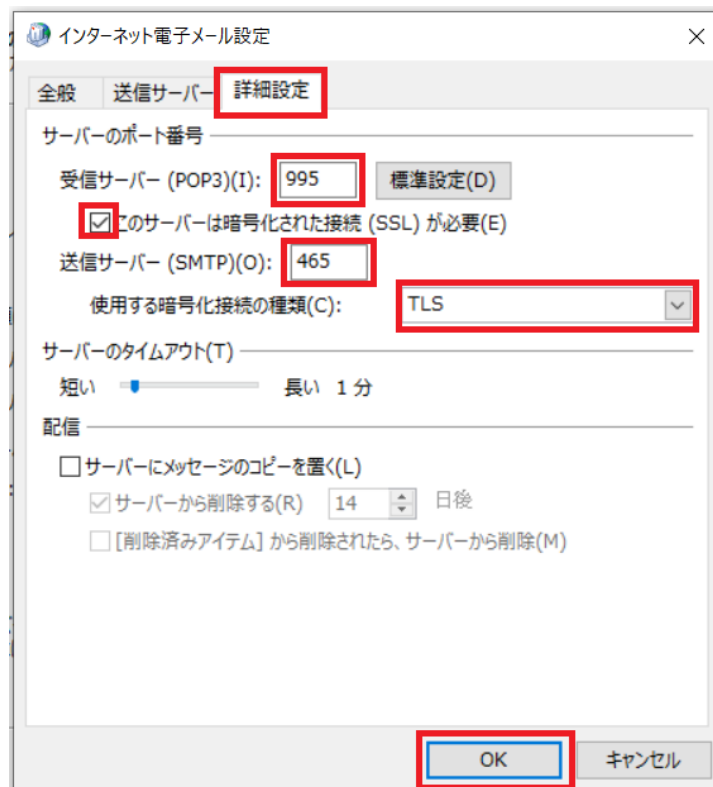 インターネット電子メール設定
全般 送信サーバー 詳細設定
サーバーのポート番号
受信サーバー (POP3)(I): 995 標準設定(D)
このサーバーは暗号化された接続 (SSL) が必要(E)
送信サーバー (SMTP)(O): 465
使用する暗号化接続の種類(C): TLS
サーバーのタイムアウト(T)
短い 長い 1 分
配信
サーバーにメッセージのコピーを置く(L)
サーバーから削除する(R) 14 日後
[削除済みアイテム] から削除されたら、サーバーから削除(M)
OK キャンセル